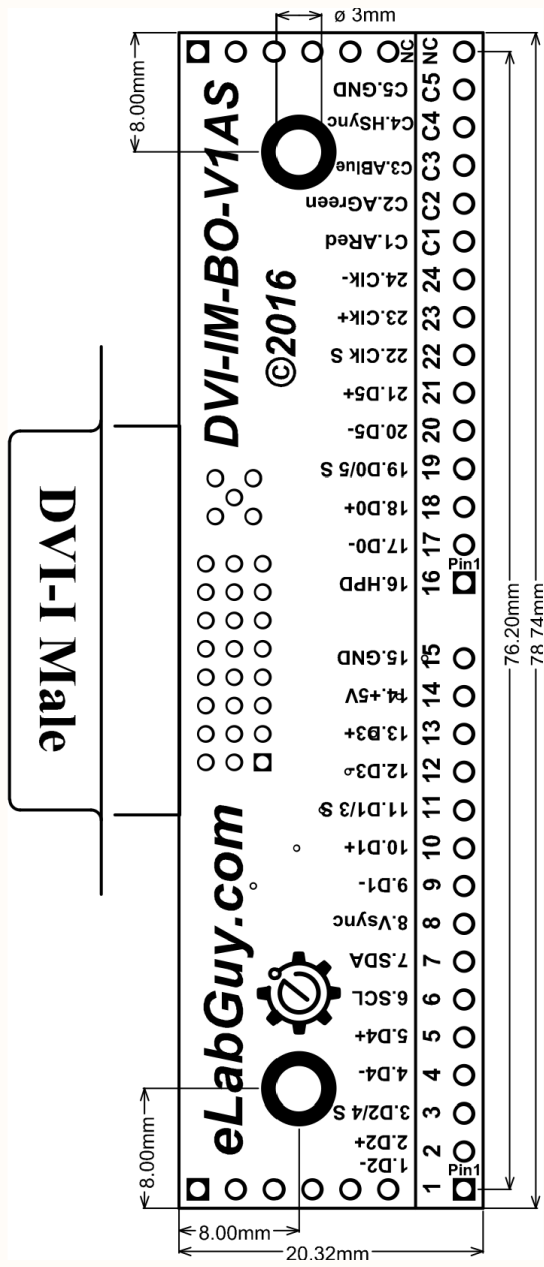 ø 3mm
8.00mm
DVI-IM-BO-V1AS
©2016
DVI-I Male
eLabGuy.com
NC
NC
C5.GND
C5
C4.HSync
C4
C3.ABlue
C3
C2.AGreen
C2
C1.ARed
C1
24.Clk-
24
23.Clk+
23
22.Clk S
22
21.D5+
21
20.D5-
20
19.D0/5 S
19
18.D0+
18
17.D0-
17
Pin1
16.HPD
16
15.GND
15
14.+5V
14
13.D3+
13
12.D3-
12
11.D1/3 S
11
10.D1+
10
9.D1-
9
8.Vsync
8
7.SDA
7
6.SCL
6
5.D4+
5
4.D4-
4
3.D2/4 S
3
2.D2+
2
1.D2-
Pin1
1
76.20mm
78.74mm
8.00mm
8.00mm
20.32mm